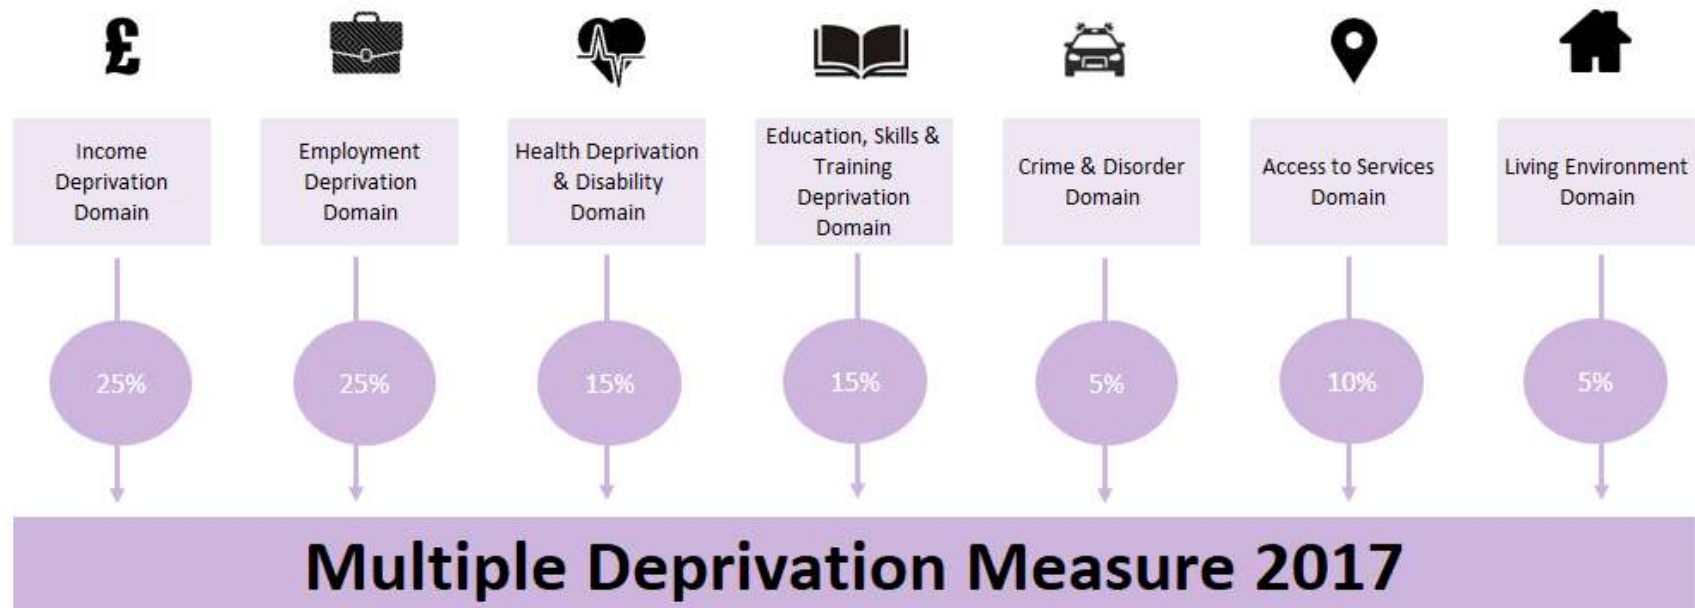 £
Income
Deprivation
Domain
Employment
Deprivation
Domain
Health Deprivation
& Disability
Domain
Education, Skills &
Training
Deprivation
Domain
Crime & Disorder
Domain
Access to Services
Domain
Living Environment
Domain
25%
25%
15%
15%
5%
10%
5%
Multiple Deprivation Measure 2017